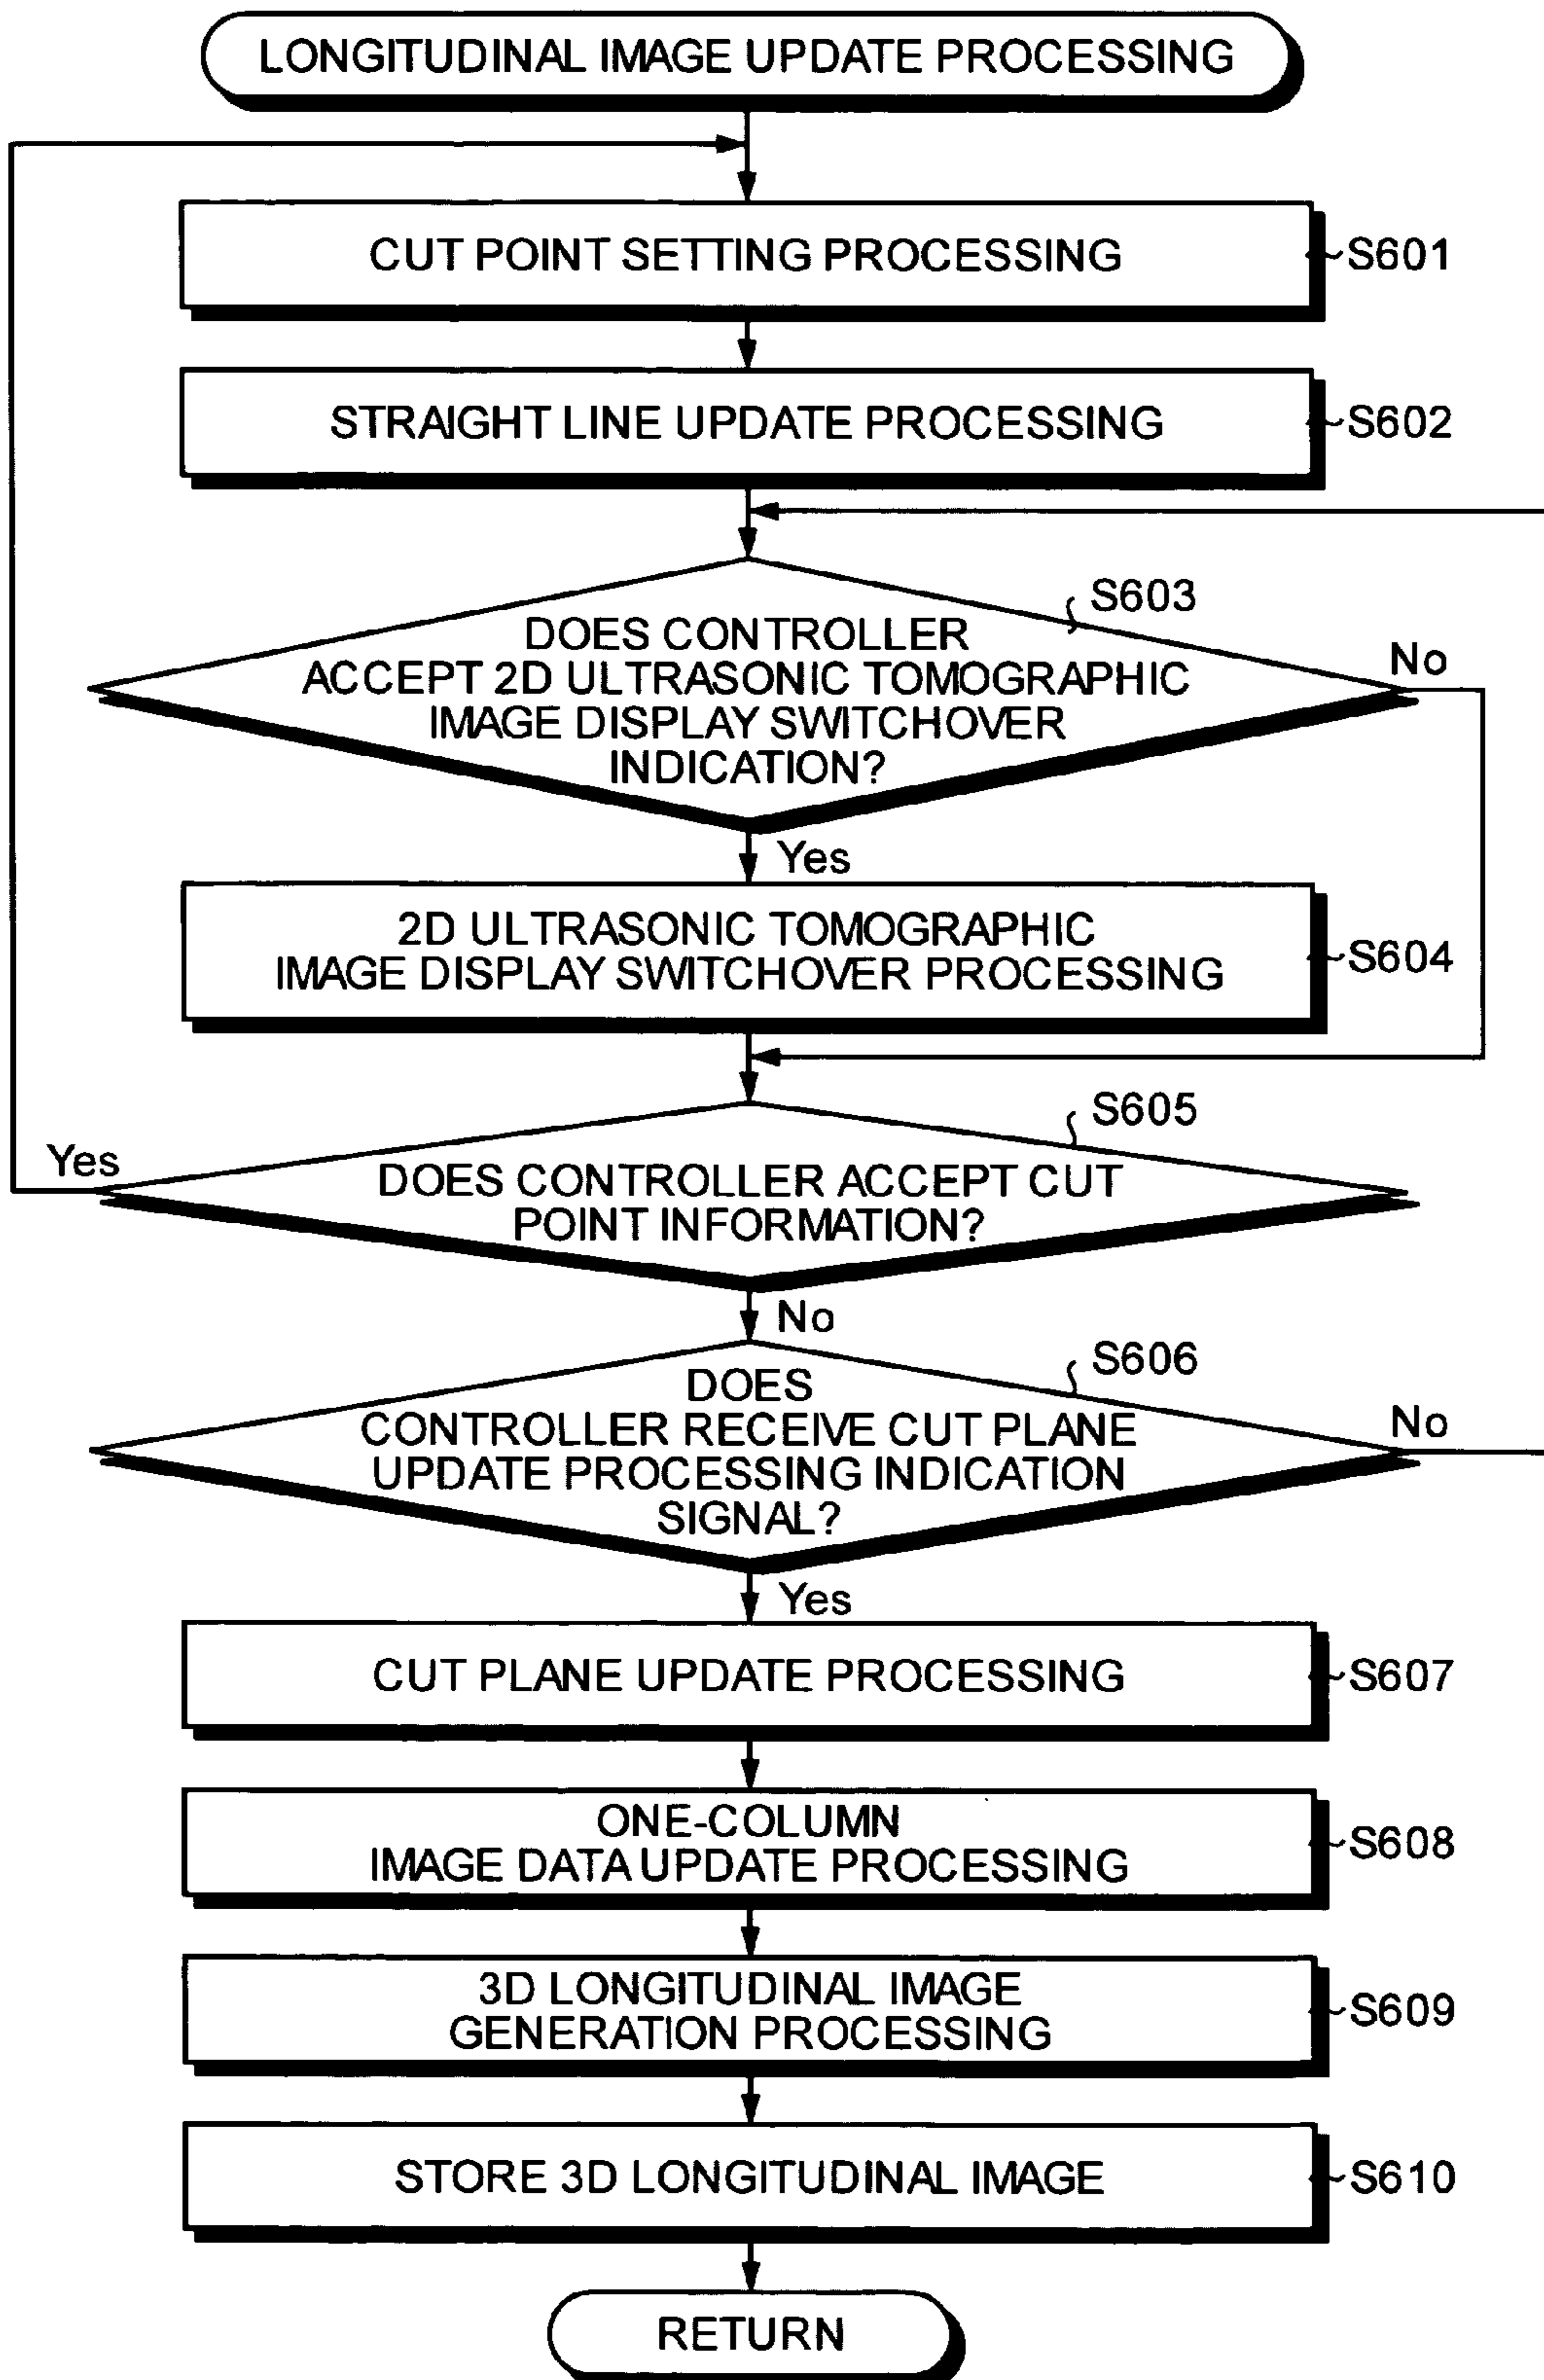 LONGITUDINAL IMAGE UPDATE PROCESSING
CUT POINT SETTING PROCESSING
S601
STRAIGHT LINE UPDATE PROCESSING
S602
S603
DOES CONTROLLER
ACCEPT 2D ULTRASONIC TOMOGRAPHIC
IMAGE DISPLAY SWITCHOVER
INDICATION?
No
Yes
2D ULTRASONIC TOMOGRAPHIC
IMAGE DISPLAY SWITCHOVER PROCESSING
S604
S605
Yes
DOES CONTROLLER ACCEPT CUT
POINT INFORMATION?
No
S606
DOES
CONTROLLER RECEIVE CUT PLANE
UPDATE PROCESSING INDICATION
SIGNAL?
No
Yes
CUT PLANE UPDATE PROCESSING
S607
ONE-COLUMN
IMAGE DATA UPDATE PROCESSING
S608
3D LONGITUDINAL IMAGE
GENERATION PROCESSING
S609
STORE 3D LONGITUDINAL IMAGE
S610
RETURN